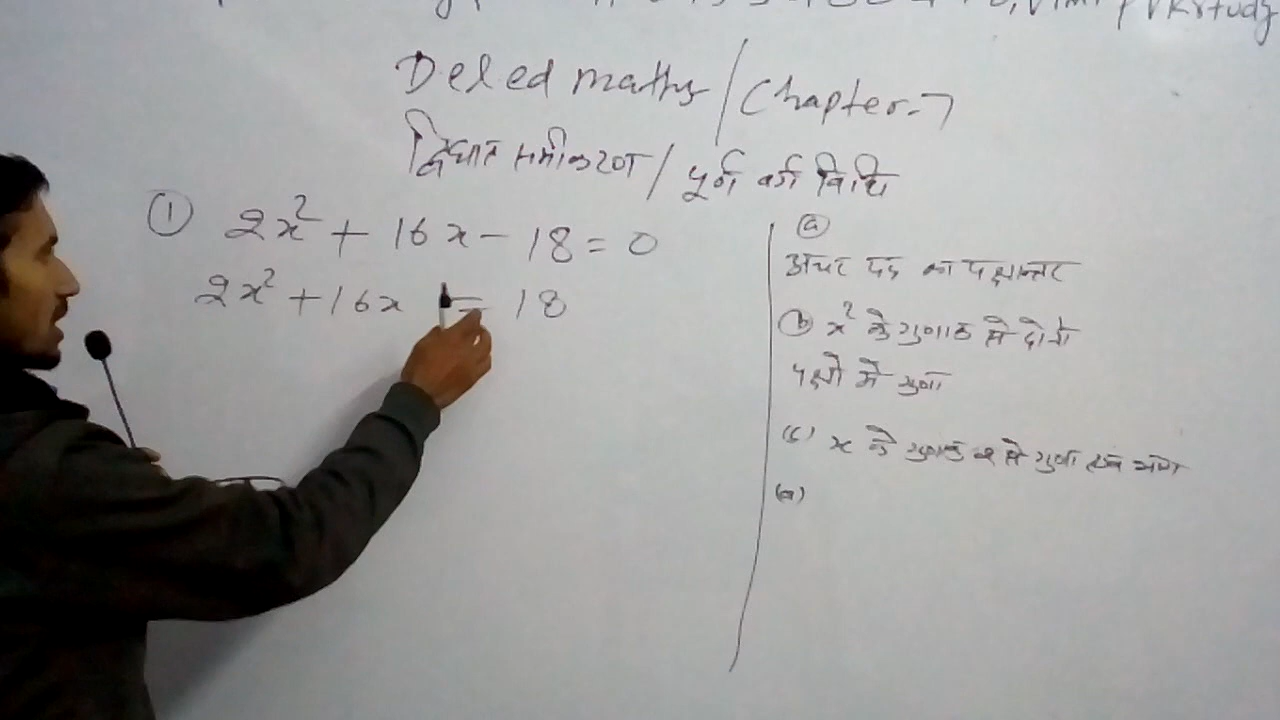 Deled maths / Chapter-7
द्विघात समीकरण / पूर्ण वर्ग विधि
① 2x² + 16x - 18 = 0
2x² + 16x = 18
(a)
अचर पद का पक्षान्तर
(b) x² के गुणांक से दोनो
पक्षो मे गुणा
(c) x के गुणांक से गुणा
(d)